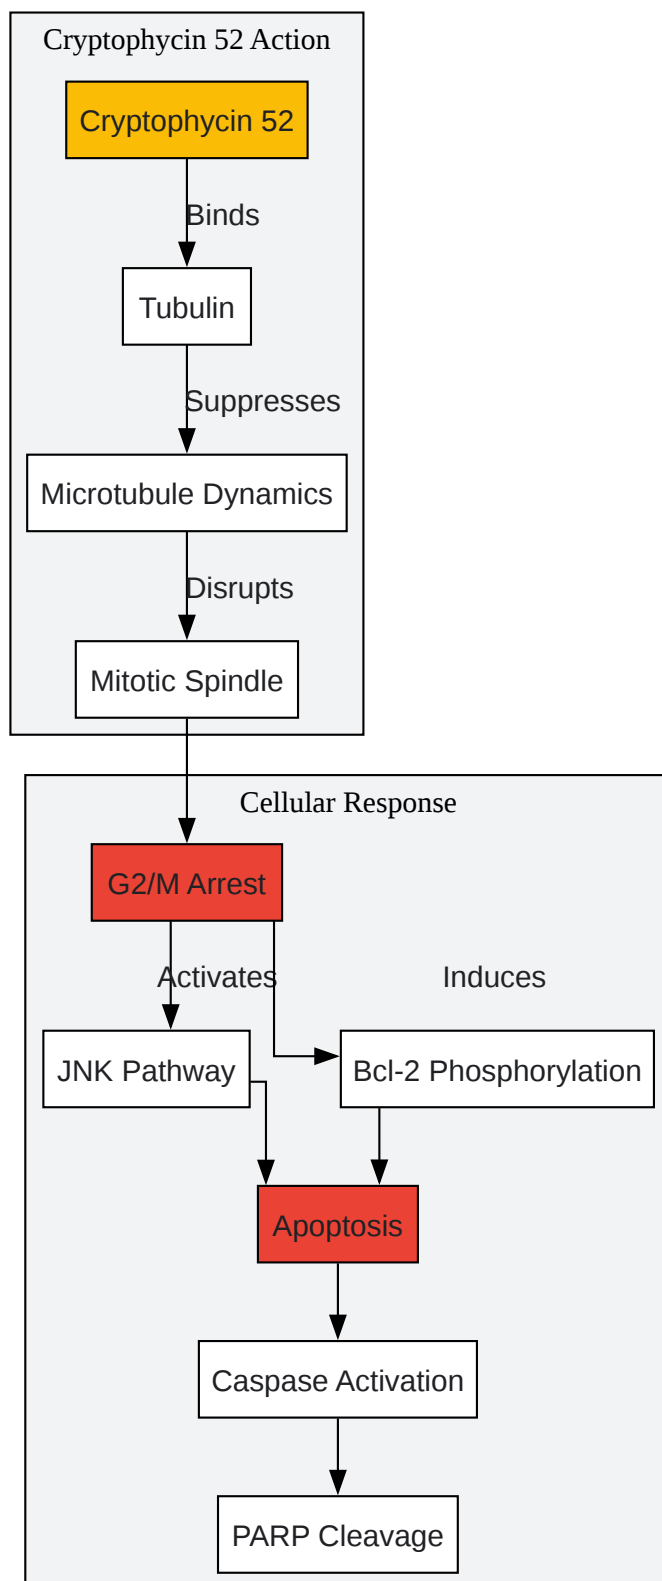 Cryptophycin 52 Action
Cryptophycin 52
Binds
Tubulin
Suppresses
Microtubule Dynamics
Disrupts
Mitotic Spindle
Cellular Response
G2/M Arrest
Activates
Induces
JNK Pathway
Bcl-2 Phosphorylation
Apoptosis
Caspase Activation
PARP Cleavage